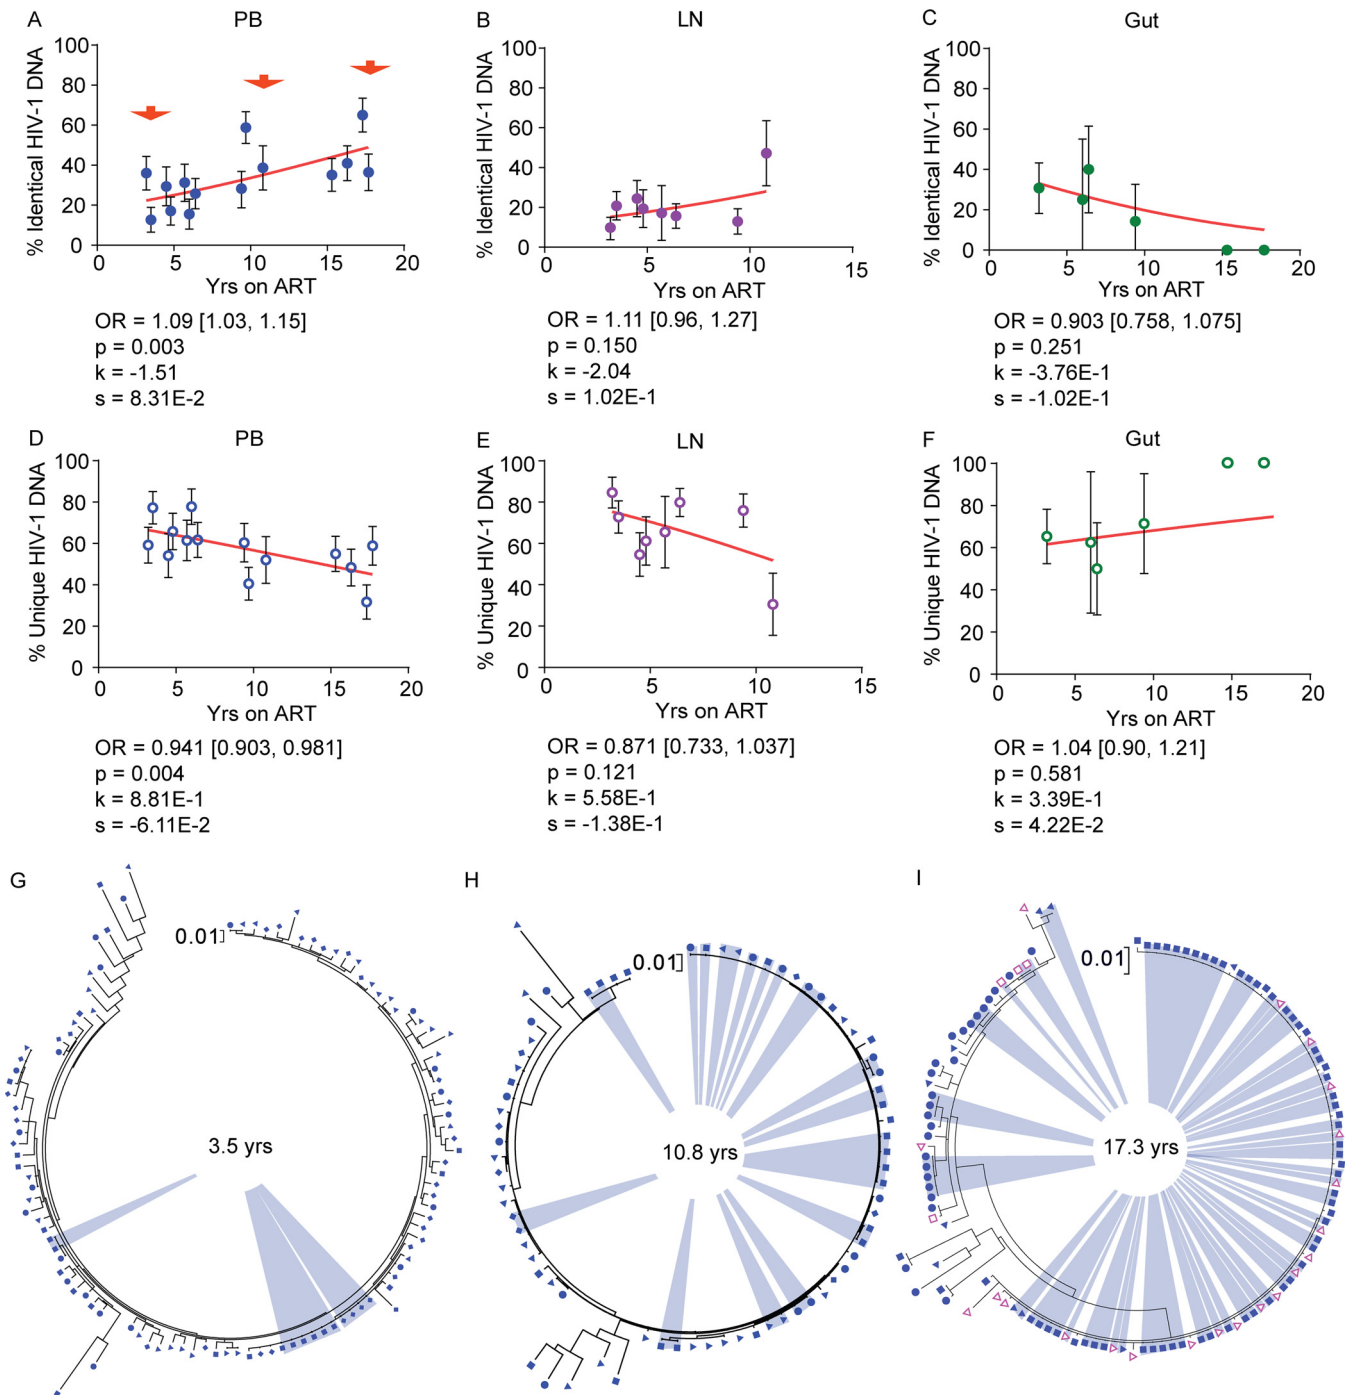 A
PB
% Identical HIV-1 DNA
100
80
60
40
20
0
0 5 10 15 20
Yrs on ART
OR = 1.09 [1.03, 1.15]
p = 0.003
k = -1.51
s = 8.31E-2
B
LN
% Identical HIV-1 DNA
100
80
60
40
20
0
0 5 10 15
Yrs on ART
OR = 1.11 [0.96, 1.27]
p = 0.150
k = -2.04
s = 1.02E-1
C
Gut
% Identical HIV-1 DNA
100
80
60
40
20
0
0 5 10 15 20
Yrs on ART
OR = 0.903 [0.758, 1.075]
p = 0.251
k = -3.76E-1
s = -1.02E-1
D
PB
% Unique HIV-1 DNA
100
80
60
40
20
0
0 5 10 15 20
Yrs on ART
OR = 0.941 [0.903, 0.981]
p = 0.004
k = 8.81E-1
s = -6.11E-2
E
LN
% Unique HIV-1 DNA
100
80
60
40
20
0
0 5 10 15
Yrs on ART
OR = 0.871 [0.733, 1.037]
p = 0.121
k = 5.58E-1
s = -1.38E-1
F
Gut
% Unique HIV-1 DNA
100
80
60
40
20
0
0 5 10 15 20
Yrs on ART
OR = 1.04 [0.90, 1.21]
p = 0.581
k = 3.39E-1
s = 4.22E-2
G
0.01
3.5 yrs
H
0.01
10.8 yrs
I
0.01
17.3 yrs